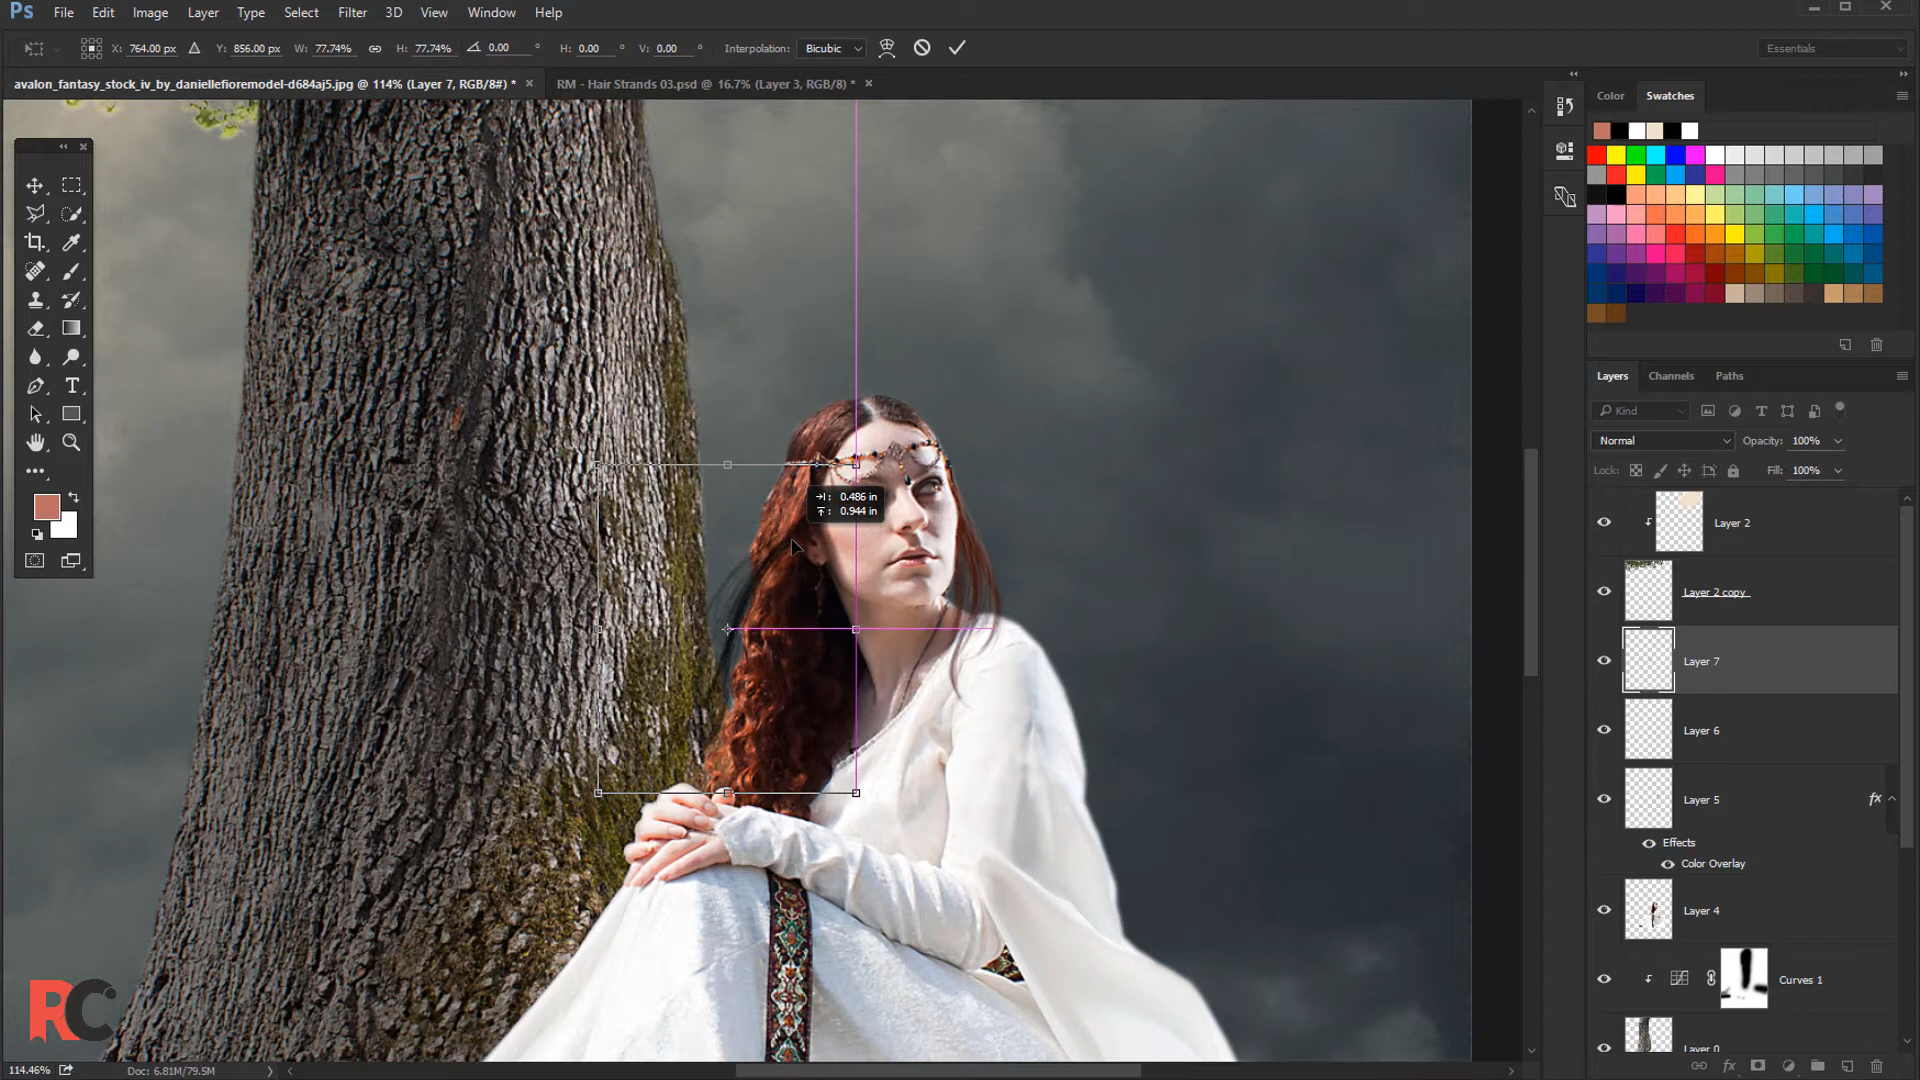 Ps File Edit Image Layer Type Select Filter 3D View Window Help
X: 764.00 px Y: 856.00 px W: 77.74% H: 77.74% 0.00 ° H: 0.00 ° V: 0.00 ° Interpolation: Bicubic Essentials
avalon_fantasy_stock_iv_by_daniellefioremodel-d684aj5.jpg @ 114% (Layer 7, RGB/8#) * RM - Hair Strands 03.psd @ 16.7% (Layer 3, RGB/8) *
Color Swatches
Layers Channels Paths
Kind
Normal Opacity: 100%
Lock: Fill: 100%
0.486 in
0.944 in
Layer 2
Layer 2 copy
Layer 7
Layer 6
Layer 5 fx
Effects
Color Overlay
Layer 4
Curves 1
Layer 0
RC
114.46% Doc: 6.81M/79.5M
fx